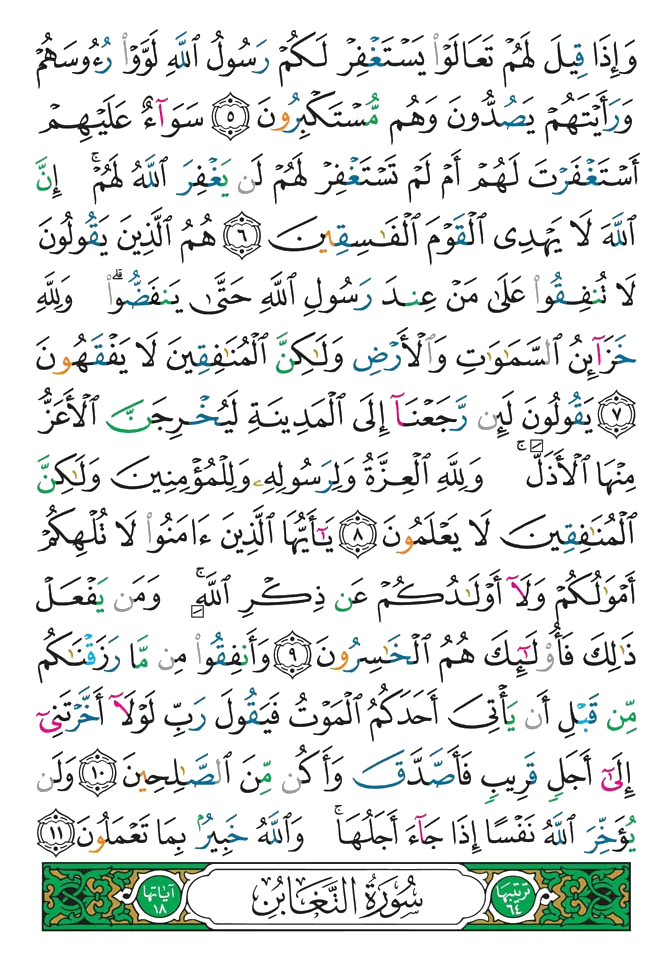 وَإِذَا قِيلَ لَهُمْ تَعَالَوْا۟ يَسْتَغْفِرْ لَكُمْ رَسُولُ ٱللَّهِ لَوَّوْا۟ رُءُوسَهُمْ
وَرَأَيْتَهُمْ يَصُدُّونَ وَهُم مُّسْتَكْبِرُونَ ٥ سَوَآءٌ عَلَيْهِمْ
أَسْتَغْفَرْتَ لَهُمْ أَمْ لَمْ تَسْتَغْفِرْ لَهُمْ لَن يَغْفِرَ ٱللَّهُ لَهُمْ ۚ إِنَّ
ٱللَّهَ لَا يَهْدِى ٱلْقَوْمَ ٱلْفَـٰسِقِينَ ٦ هُمُ ٱلَّذِينَ يَقُولُونَ
لَا تُنفِقُوا۟ عَلَىٰ مَنْ عِندَ رَسُولِ ٱللَّهِ حَتَّىٰ يَنفَضُّوا۟ ۗ وَلِلَّهِ
خَزَآئِنُ ٱلسَّمَـٰوَٰتِ وَٱلْأَرْضِ وَلَـٰكِنَّ ٱلْمُنَـٰفِقِينَ لَا يَفْقَهُونَ
٧ يَقُولُونَ لَئِن رَّجَعْنَآ إِلَى ٱلْمَدِينَةِ لَيُخْرِجَنَّ ٱلْأَعَزُّ
مِنْهَا ٱلْأَذَلَّ ۚ وَلِلَّهِ ٱلْعِزَّةُ وَلِرَسُولِهِۦ وَلِلْمُؤْمِنِينَ وَلَـٰكِنَّ
ٱلْمُنَـٰفِقِينَ لَا يَعْلَمُونَ ٨ يَـٰٓأَيُّهَا ٱلَّذِينَ ءَامَنُوا۟ لَا تُلْهِكُمْ
أَمْوَٰلُكُمْ وَلَآ أَوْلَـٰدُكُمْ عَن ذِكْرِ ٱللَّهِ ۚ وَمَن يَفْعَلْ
ذَٰلِكَ فَأُو۟لَـٰٓئِكَ هُمُ ٱلْخَـٰسِرُونَ ٩ وَأَنفِقُوا۟ مِن مَّا رَزَقْنَـٰكُم
مِّن قَبْلِ أَن يَأْتِىَ أَحَدَكُمُ ٱلْمَوْتُ فَيَقُولَ رَبِّ لَوْلَآ أَخَّرْتَنِىٓ
إِلَىٰٓ أَجَلٍ قَرِيبٍ فَأَصَّدَّقَ وَأَكُن مِّنَ ٱلصَّـٰلِحِينَ ١٠ وَلَن
يُؤَخِّرَ ٱللَّهُ نَفْسًا إِذَا جَآءَ أَجَلُهَا ۚ وَٱللَّهُ خَبِيرٌۢ بِمَا تَعْمَلُونَ ١١
ترتيبها ٦٤ سُورَةُ التَّغَابُنِ آياتها ١٨